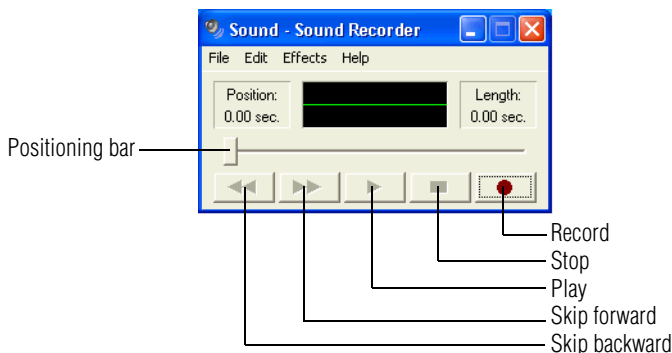 Sound - Sound Recorder
File Edit Effects Help
Position:
0.00 sec.
Length:
0.00 sec.
Positioning bar
Record
Stop
Play
Skip forward
Skip backward